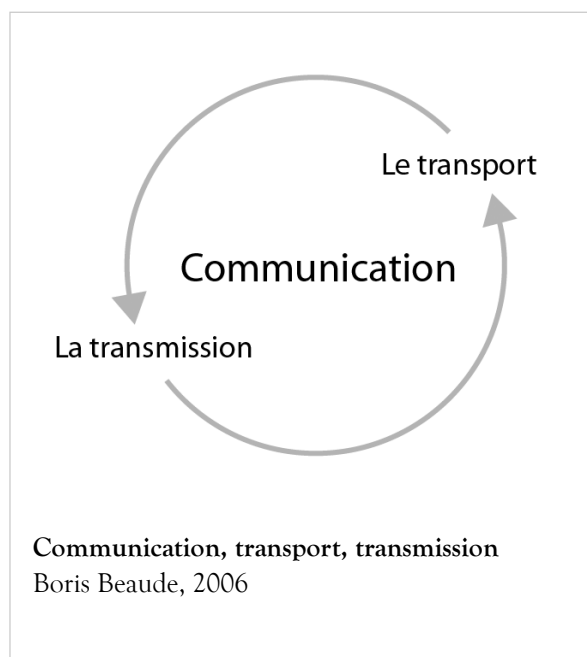 Le transport
Communication
La transmission
Communication, transport, transmission
Boris Beaude, 2006